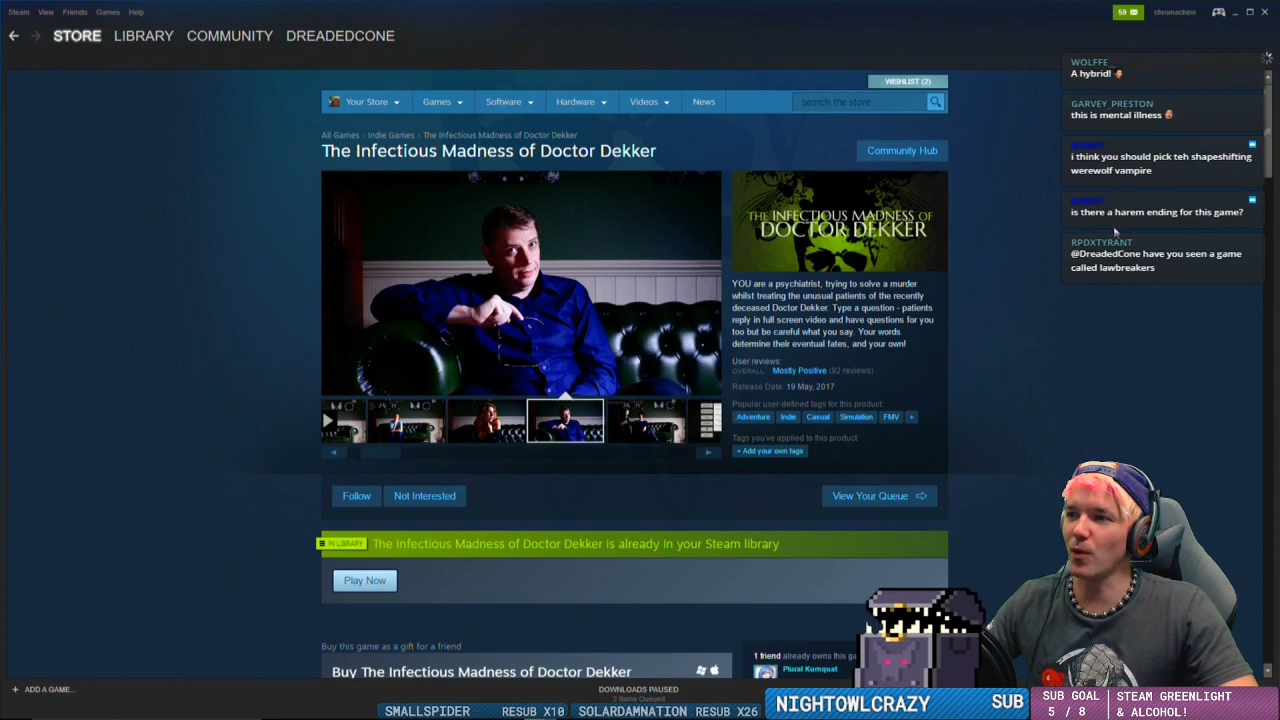 Steam View Friends Games Help
59
chromachine
STORE LIBRARY COMMUNITY DREADEDCONE
WISHLIST (2)
Your Store Games Software Hardware Videos News
search the store
All Games > Indie Games > The Infectious Madness of Doctor Dekker
The Infectious Madness of Doctor Dekker
Community Hub
THE INFECTIOUS MADNESS OF
DOCTOR DEKKER
YOU are a psychiatrist, trying to solve a murder
whilst treating the unusual patients of the recently
deceased Doctor Dekker. Type a question - patients
reply in full screen video and have questions for you
too but be careful what you say. Your words
determine their eventual fates, and your own!
User reviews:
OVERALL: Mostly Positive (92 reviews)
Release Date: 19 May, 2017
Popular user-defined tags for this product:
Adventure Indie Casual Simulation FMV +
Tags you've applied to this product:
+ Add your own tags
Follow Not Interested
View Your Queue
IN LIBRARY The Infectious Madness of Doctor Dekker is already in your Steam library
Play Now
Buy this game as a gift for a friend
Buy The Infectious Madness of Doctor Dekker
1 friend already owns this ga
Plural Kumquat
WOLFFE__
A hybrid!
GARVEY_PRESTON
this is mental illness
i think you should pick teh shapeshifting
werewolf vampire
is there a harem ending for this game?
RPDXTYRANT
@DreadedCone have you seen a game
called lawbreakers
+ ADD A GAME...
DOWNLOADS PAUSED
2 Items Queued
SMALLSPIDER RESUB X10 SOLARDAMNATION RESUB X26
NIGHTOWLCRAZY SUB
SUB GOAL
5 / 8
STEAM GREENLIGHT
& ALCOHOL!